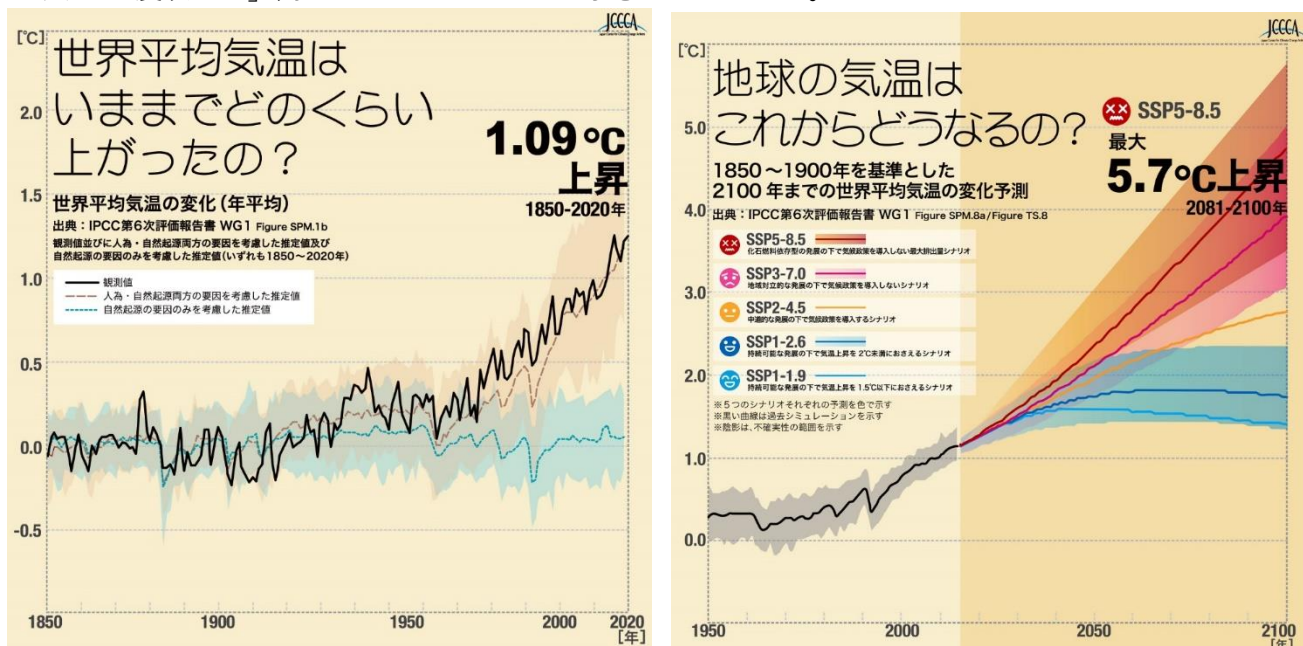 JCCCA
[℃]
世界平均気温は
いままでどのくらい
上がったの?
1.09℃
上昇
1850-2020年
世界平均気温の変化(年平均)
出典:IPCC第6次評価報告書 WG1 Figure SPM.1b
観測値並びに人為・自然起源両方の要因を考慮した推定値及び
自然起源の要因のみを考慮した推定値(いずれも1850~2020年)
観測値
人為・自然起源両方の要因を考慮した推定値
自然起源の要因のみを考慮した推定値
2.0
1.5
1.0
0.5
0.0
-0.5
1850
1900
1950
2000
2020
[年]
JCCCA
[℃]
地球の気温は
これからどうなるの?
SSP5-8.5
最大
5.7℃上昇
2081-2100年
1850~1900年を基準とした
2100年までの世界平均気温の変化予測
出典:IPCC第6次評価報告書 WG1 Figure SPM.8a/Figure TS.8
SSP5-8.5
化石燃料依存型の発展の下で気候政策を導入しない最大排出量シナリオ
SSP3-7.0
地域対立的な発展の下で気候政策を導入しないシナリオ
SSP2-4.5
中道的な発展の下で気候政策を導入するシナリオ
SSP1-2.6
持続可能な発展の下で気温上昇を2℃未満におさえるシナリオ
SSP1-1.9
持続可能な発展の下で気温上昇を1.5℃以下におさえるシナリオ
※5つのシナリオそれぞれの予測を色で示す
※黒い曲線は過去シミュレーションを示す
※陰影は、不確実性の範囲を示す
5.0
4.0
3.0
2.0
1.0
0.0
1950
2000
2050
2100
[年]